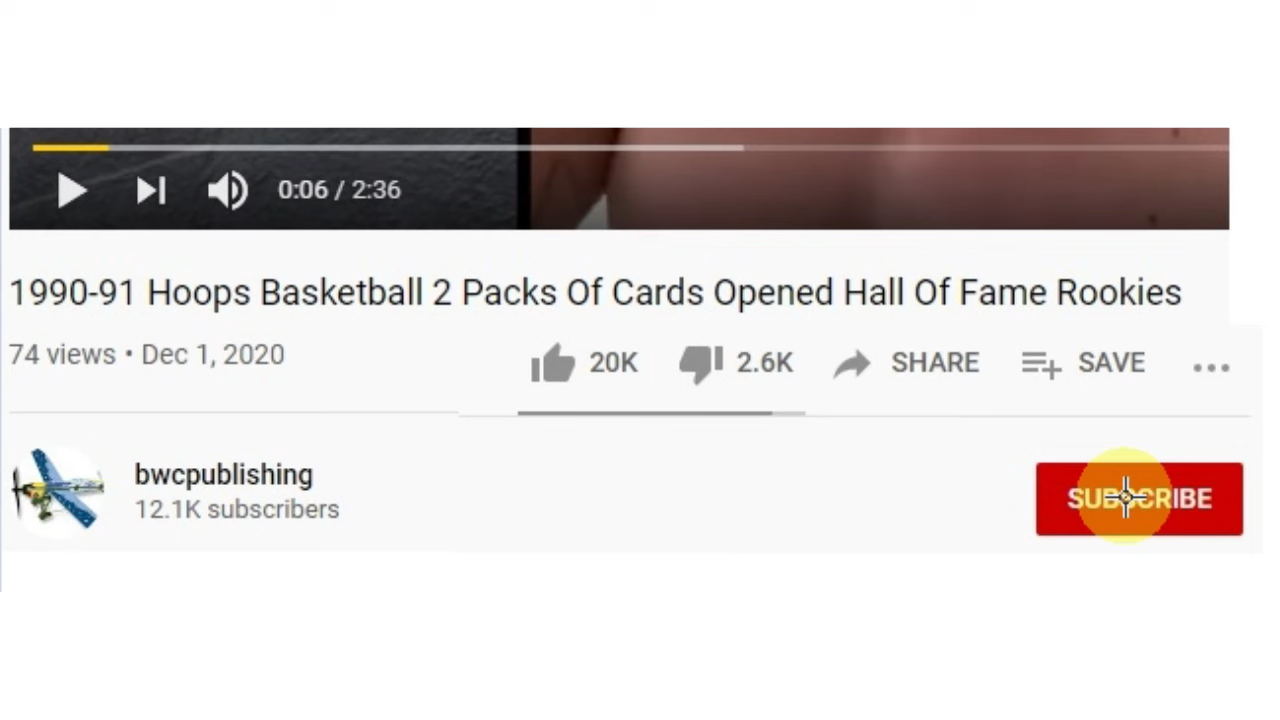 0:06 / 2:36
1990-91 Hoops Basketball 2 Packs Of Cards Opened Hall Of Fame Rookies
74 views • Dec 1, 2020
20K 2.6K SHARE SAVE
bwcpublishing
12.1K subscribers
SUBSCRIBE